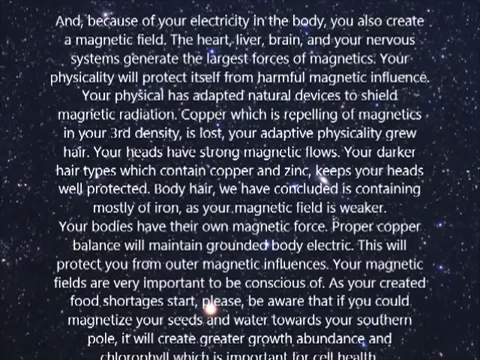 And, because of your electricity in the body, you also create
a magnetic field. The heart, liver, brain, and your nervous
systems generate the largest forces of magnetics. Your
physicality will protect itself from harmful magnetic influence.
Your physical has adapted natural devices to shield
magnetic radiation. Copper which is repelling of magnetics
in your 3rd density, is lost, your adaptive physicality grew
hair. Your heads have strong magnetic flows. Your darker
hair types which contain copper and zinc, keeps your heads
well protected. Body hair, we have concluded is containing
mostly of iron, as your magnetic field is weaker.
Your bodies have their own magnetic force. Proper copper
balance will maintain grounded body electric. This will
protect you from outer magnetic influences. Your magnetic
fields are very important to be conscious of. As your created
food shortages start, please, be aware that if you could
magnetize your seeds and water towards your southern
pole, it will create greater growth abundance and
chlorophyll which is important for cell health